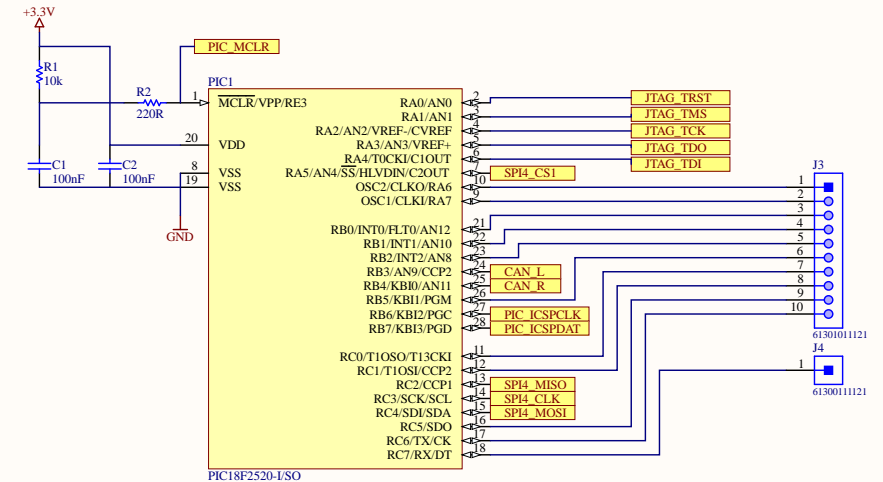 +3.3V
R1
10k
PIC_MCLR
R2
220R
C1
100nF
C2
100nF
GND
PIC1
1 MCLR/VPP/RE3
20 VDD
8 VSS
19 VSS
RA0/AN0 2 JTAG_TRST
RA1/AN1 3 JTAG_TMS
RA2/AN2/VREF-/CVREF 4 JTAG_TCK
RA3/AN3/VREF+ 5 JTAG_TDO
RA4/T0CKI/C1OUT 6 JTAG_TDI
RA5/AN4/SS/HLVDIN/C2OUT 7 SPI4_CS1
OSC2/CLKO/RA6 10
OSC1/CLKI/RA7 9
RB0/INT0/FLT0/AN12 21
RB1/INT1/AN10 22
RB2/INT2/AN8 23
RB3/AN9/CCP2 24 CAN_L
RB4/KBI0/AN11 25 CAN_R
RB5/KBI1/PGM 26
RB6/KBI2/PGC 27 PIC_ICSPCLK
RB7/KBI3/PGD 28 PIC_ICSPDAT
RC0/T1OSO/T13CKI 11
RC1/T1OSI/CCP2 12
RC2/CCP1 13 SPI4_MISO
RC3/SCK/SCL 14 SPI4_CLK
RC4/SDI/SDA 15 SPI4_MOSI
RC5/SDO 16
RC6/TX/CK 17
RC7/RX/DT 18
PIC18F2520-I/SO
J3
1
2
3
4
5
6
7
8
9
10
61301011121
J4
1
61300111121